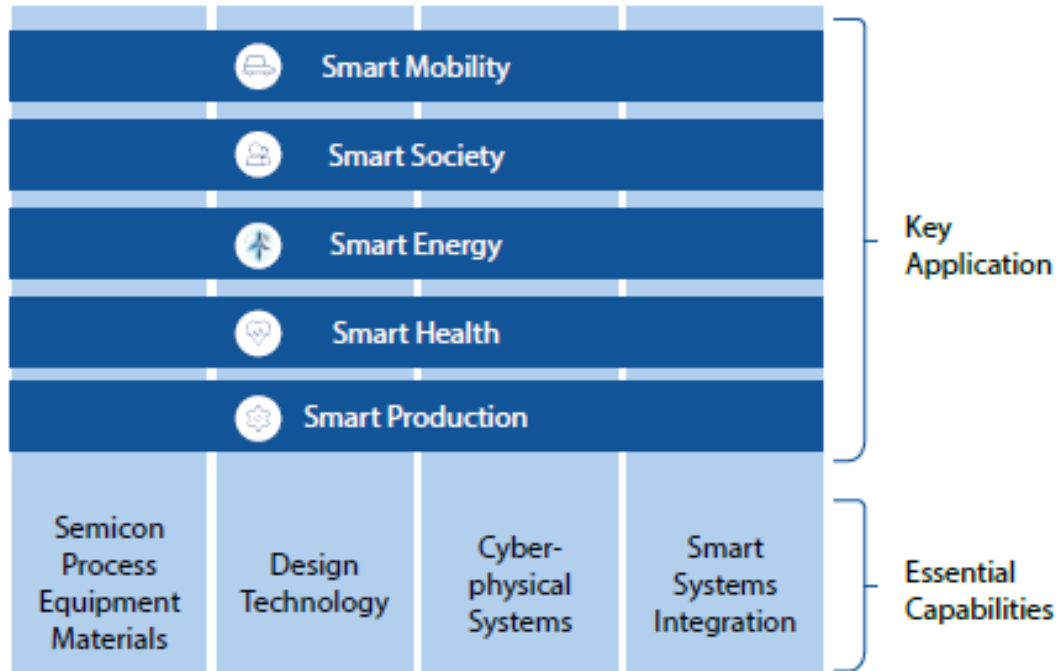 Smart Mobility
Smart Society
Smart Energy
Smart Health
Smart Production
Key
Application
Semicon
Process
Equipment
Materials
Design
Technology
Cyber-
physical
Systems
Smart
Systems
Integration
Essential
Capabilities